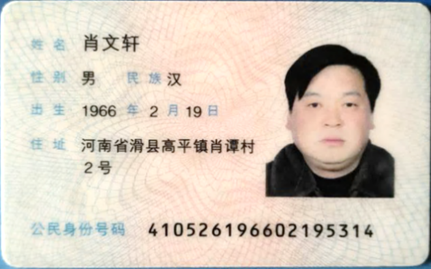 姓名 肖文轩
性别 男 民族 汉
出生 1966 年 2 月 19 日
住址 河南省滑县高平镇肖谭村
2号
公民身份号码 410526196602195314